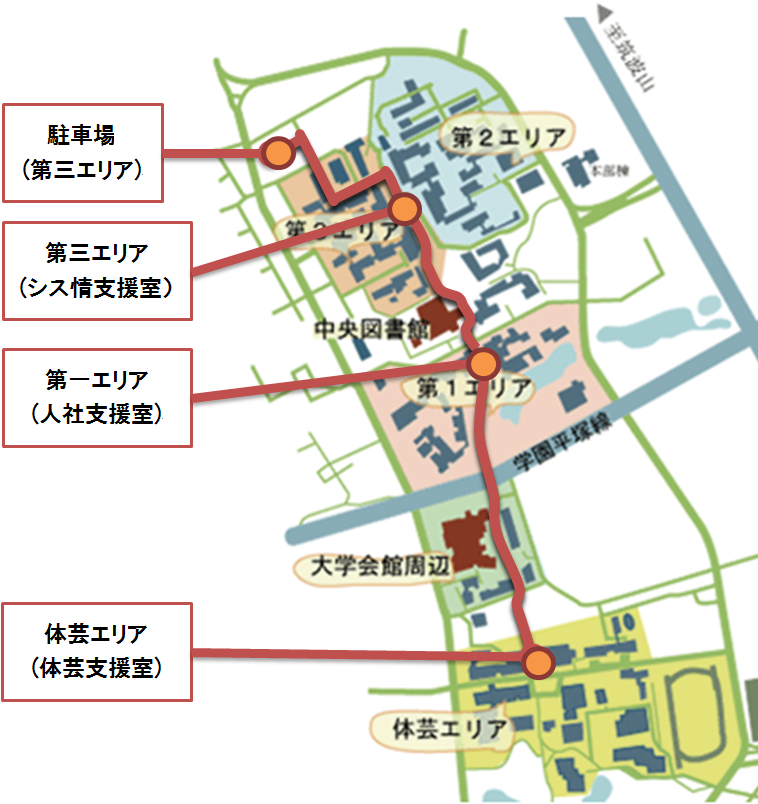 至筑波山
駐車場
（第三エリア）
第２エリア
本部棟
第三エリア
（シス情支援室）
第３エリア
中央図書館
第一エリア
（人社支援室）
第１エリア
学園平塚線
大学会館周辺
体芸エリア
（体芸支援室）
体芸エリア